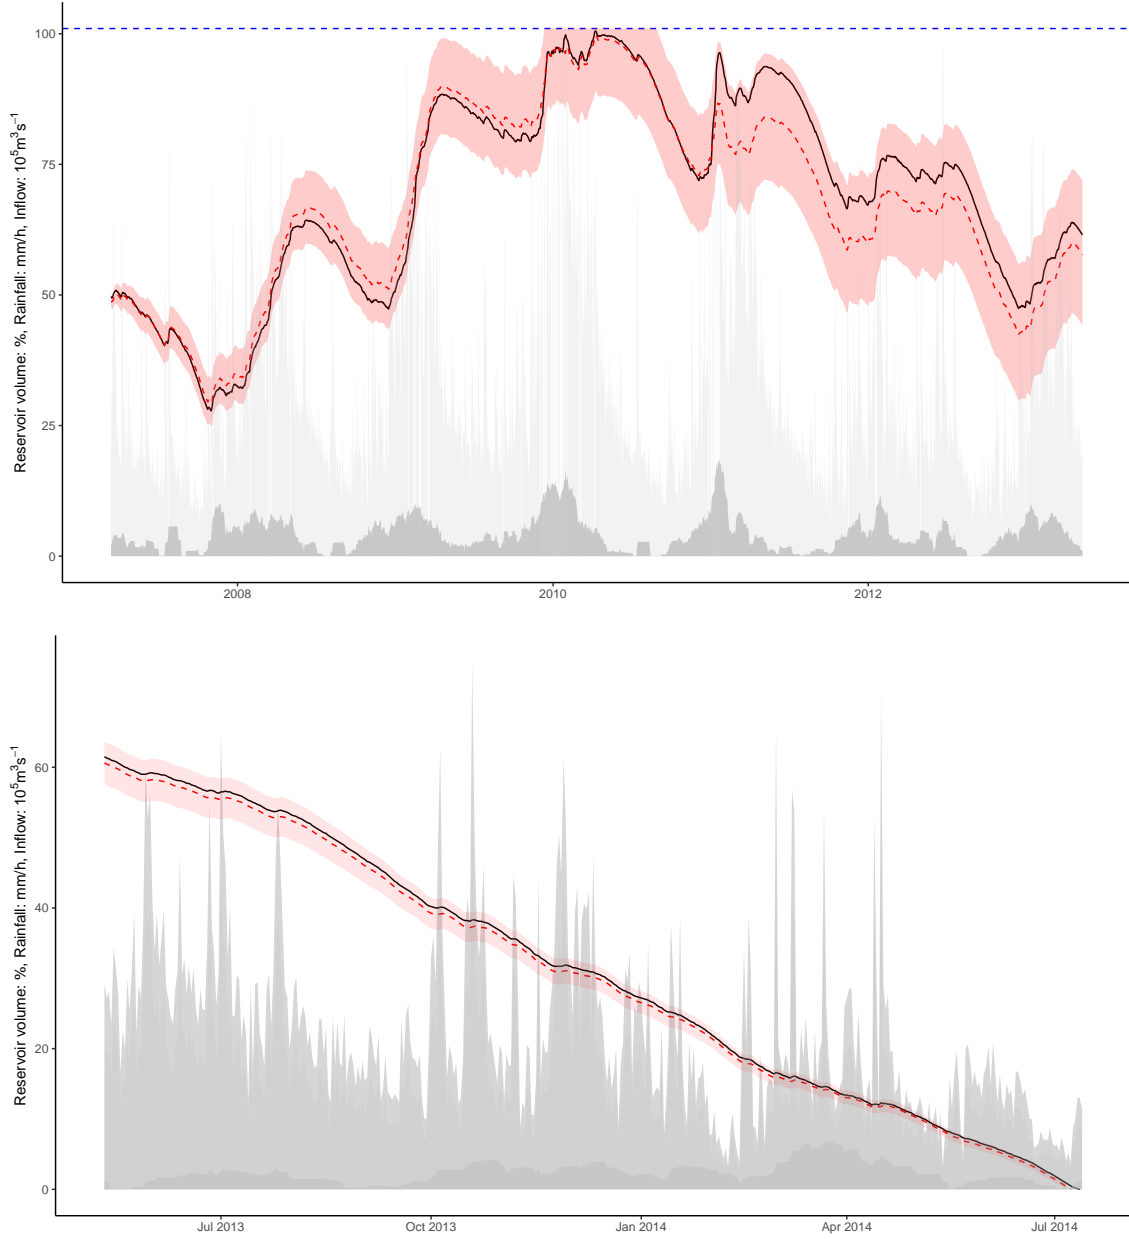 Reservoir volume: %, Rainfall: mm/h, Inflow: 10⁵m³s⁻¹
100
75
50
25
0
2008
2010
2012
Reservoir volume: %, Rainfall: mm/h, Inflow: 10⁵m³s⁻¹
60
40
20
0
Jul 2013
Oct 2013
Jan 2014
Apr 2014
Jul 2014